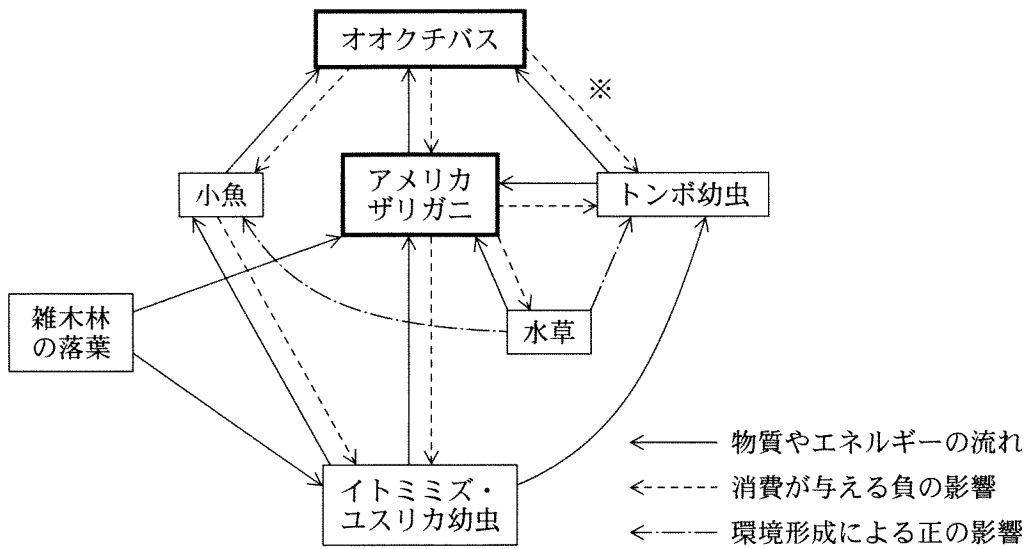 オオクチバス
※
アメリカ
ザリガニ
小魚
トンボ幼虫
水草
雑木林
の落葉
イトミミズ・
ユスリカ幼虫
物質やエネルギーの流れ
消費が与える負の影響
環境形成による正の影響